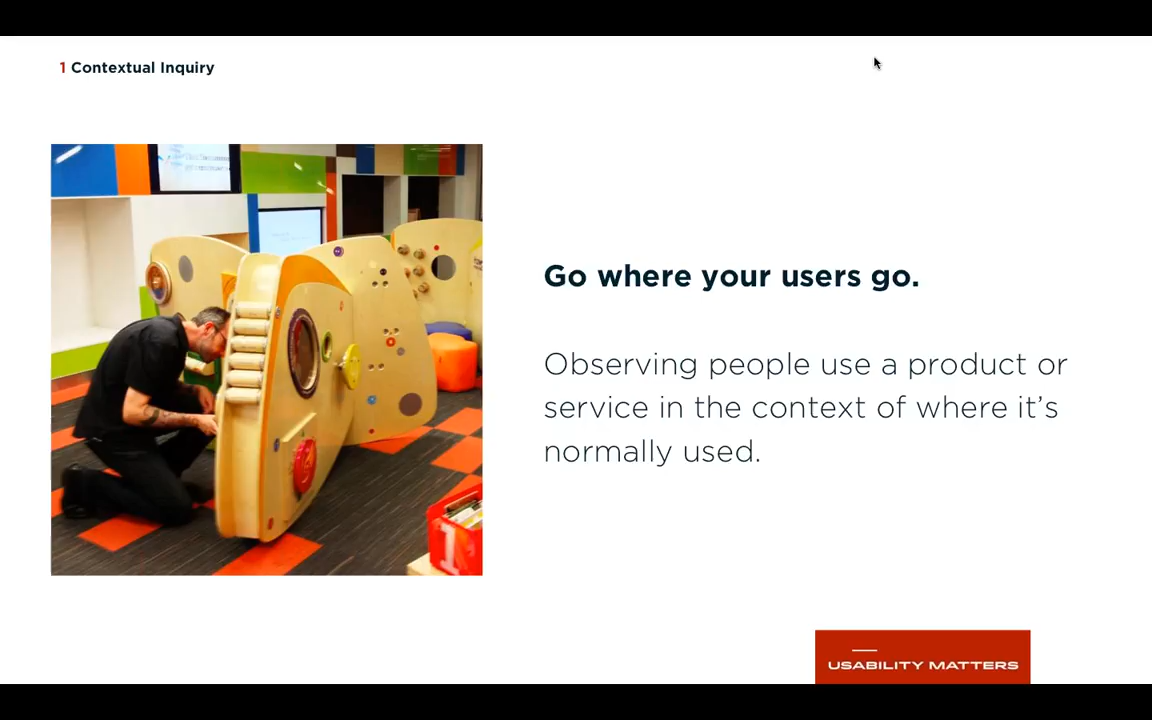 1 Contextual Inquiry
Go where your users go.
Observing people use a product or
service in the context of where it’s
normally used.
USABILITY MATTERS